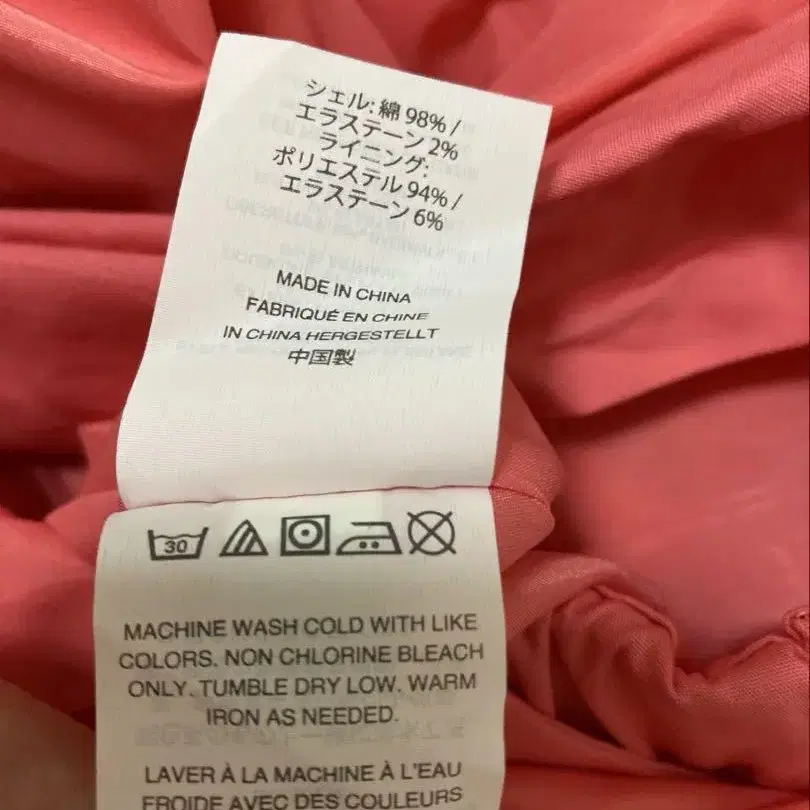 シェル: 綿 98% /
エラステーン 2%
ライニング:
ポリエステル 94% /
エラステーン 6%
MADE IN CHINA
FABRIQUÉ EN CHINE
IN CHINA HERGESTELLT
中国製
30
MACHINE WASH COLD WITH LIKE
COLORS. NON CHLORINE BLEACH
ONLY. TUMBLE DRY LOW. WARM
IRON AS NEEDED.
LAVER À LA MACHINE À L'EAU
FROIDE AVEC DES COULEURS